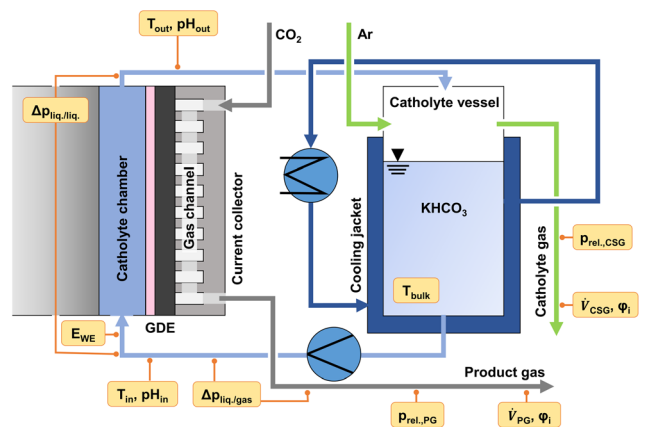 T_out, pH_out
CO₂
Ar
Δp_liq./liq.
Catholyte vessel
Catholyte chamber
Gas channel
Current collector
Cooling jacket
KHCO₃
Catholyte gas
p_rel.,CSG
T_bulk
V̇_CSG, φ_i
GDE
E_WE
T_in, pH_in
Δp_liq./gas
Product gas
p_rel.,PG
V̇_PG, φ_i